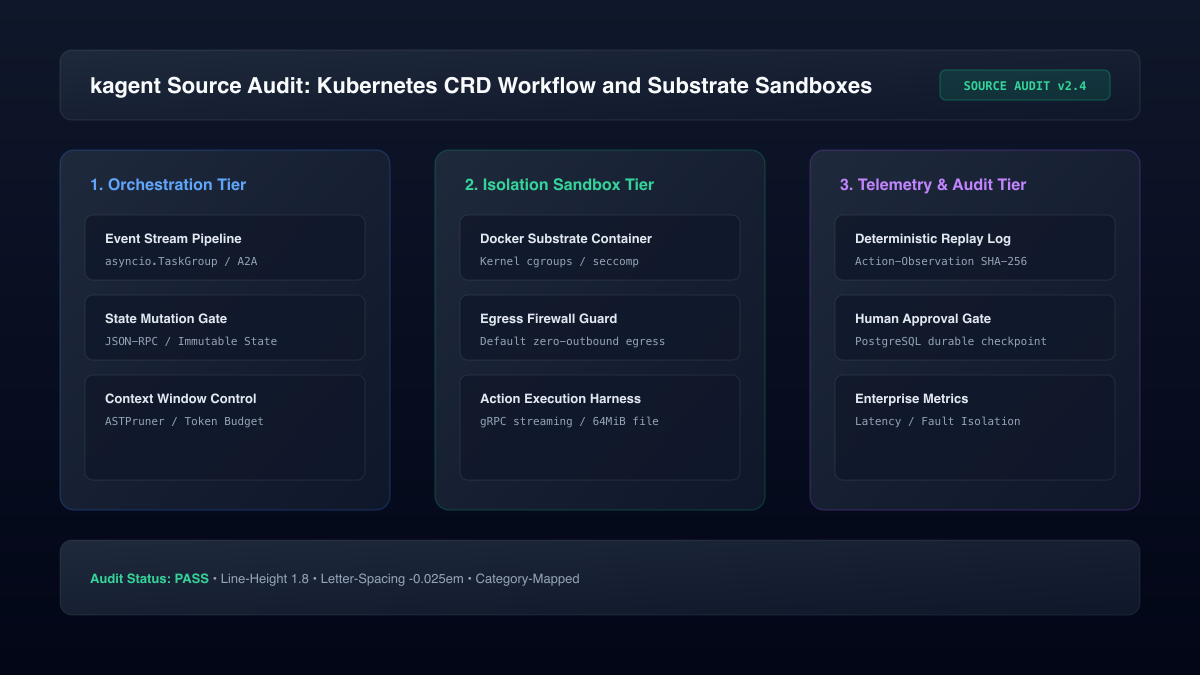 kagent Source Audit: Kubernetes CRD Workflow and Substrate Sandboxes
SOURCE AUDIT v2.4
1. Orchestration Tier
Event Stream Pipeline
asyncio.TaskGroup / A2A
State Mutation Gate
JSON−RPC / Immutable State
Context Window Control
ASTPruner / Token Budget
2. Isolation Sandbox Tier
Docker Substrate Container
Kernel cgroups / seccomp
Egress Firewall Guard
Default zero−outbound egress
Action Execution Harness
gRPC streaming / 64MiB file
3. Telemetry & Audit Tier
Deterministic Replay Log
Action−Observation SHA−256
Human Approval Gate
PostgreSQL durable checkpoint
Enterprise Metrics
Latency / Fault Isolation
Audit Status: PASS • Line-Height 1.8 • Letter-Spacing -0.025em • Category-Mapped